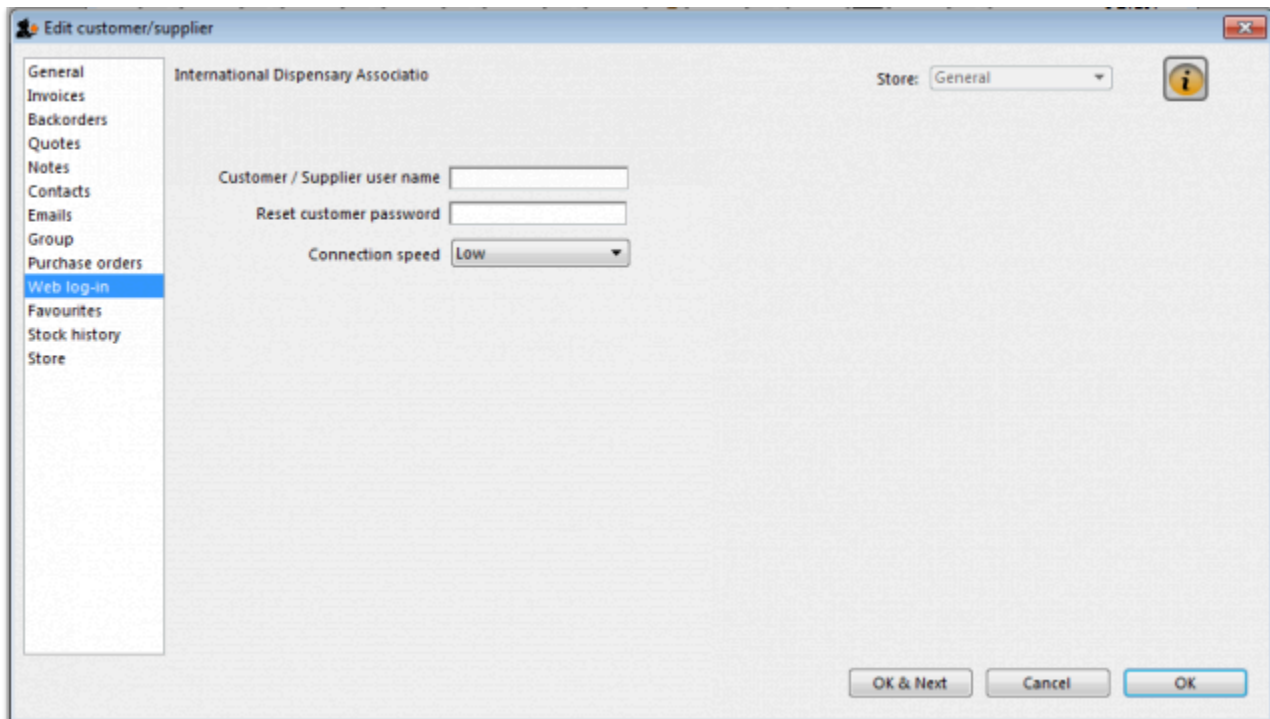 Edit customer/supplier
General
Invoices
Backorders
Quotes
Notes
Contacts
Emails
Group
Purchase orders
Web log-in
Favourites
Stock history
Store
International Dispensary Associatio
Store: General
i
Customer / Supplier user name
Reset customer password
Connection speed Low
OK & Next
Cancel
OK